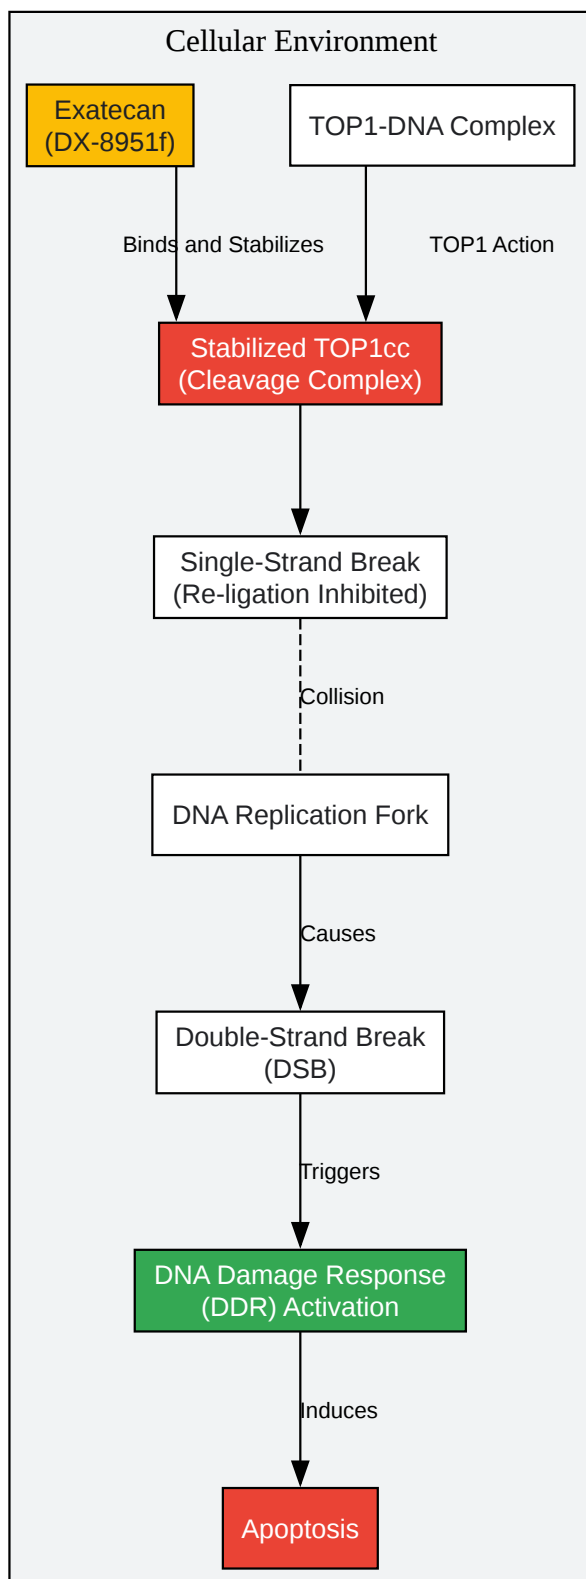 Cellular Environment
Exatecan
(DX-8951f)
TOP1-DNA Complex
Binds and Stabilizes
TOP1 Action
Stabilized TOP1cc
(Cleavage Complex)
Single-Strand Break
(Re-ligation Inhibited)
Collision
DNA Replication Fork
Causes
Double-Strand Break
(DSB)
Triggers
DNA Damage Response
(DDR) Activation
Induces
Apoptosis